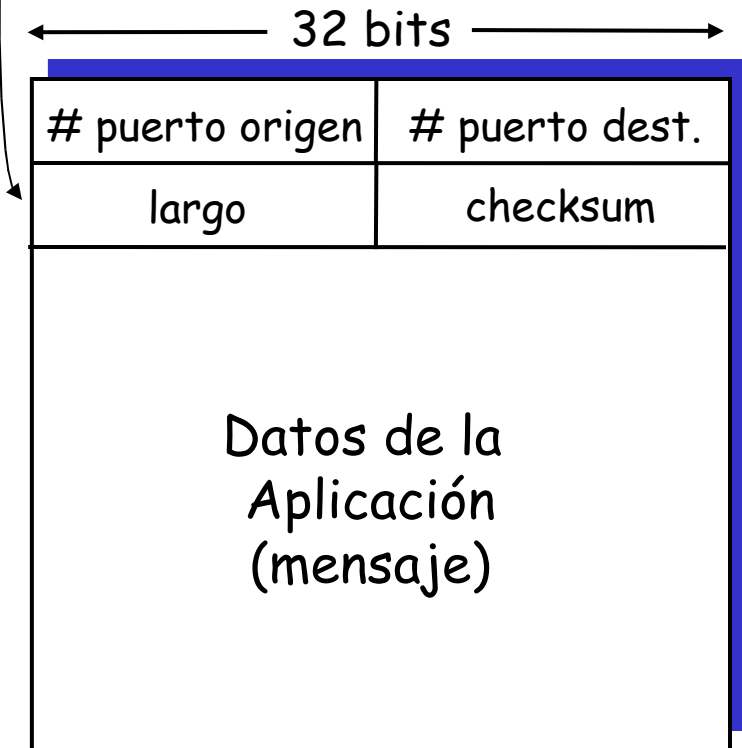 32 bits
# puerto origen
# puerto dest.
largo
checksum
Datos de la
Aplicación
(mensaje)